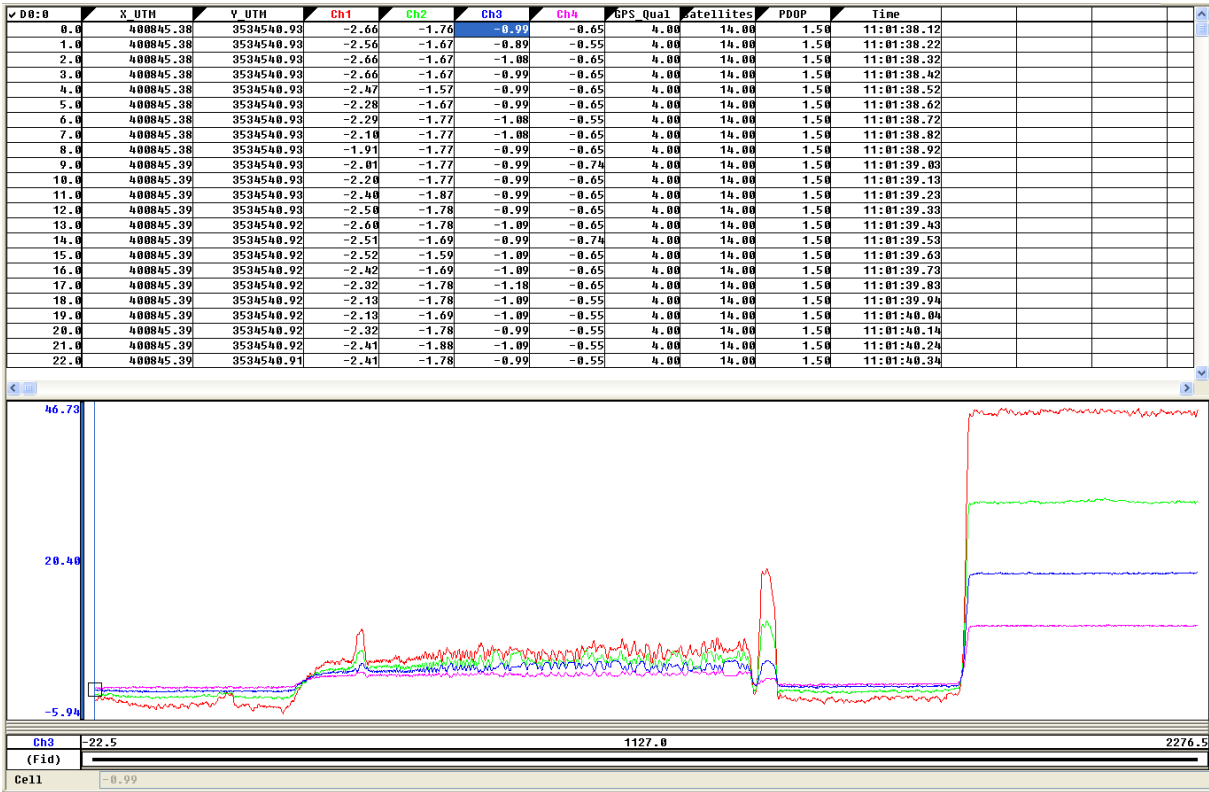 D0:0 X_UTM Y_UTM Ch1 Ch2 Ch3 Ch4 GPS_Qual Satellites PDOP Time
0.0 400845.38 3534540.93 -2.66 -1.76 -0.99 -0.65 4.00 14.00 1.50 11:01:38.12
1.0 400845.38 3534540.93 -2.56 -1.67 -0.89 -0.55 4.00 14.00 1.50 11:01:38.22
2.0 400845.38 3534540.93 -2.66 -1.67 -1.08 -0.65 4.00 14.00 1.50 11:01:38.32
3.0 400845.38 3534540.93 -2.66 -1.67 -0.99 -0.65 4.00 14.00 1.50 11:01:38.42
4.0 400845.38 3534540.93 -2.47 -1.57 -0.99 -0.65 4.00 14.00 1.50 11:01:38.52
5.0 400845.38 3534540.93 -2.28 -1.67 -0.99 -0.65 4.00 14.00 1.50 11:01:38.62
6.0 400845.38 3534540.93 -2.29 -1.77 -1.08 -0.55 4.00 14.00 1.50 11:01:38.72
7.0 400845.38 3534540.93 -2.10 -1.77 -1.08 -0.65 4.00 14.00 1.50 11:01:38.82
8.0 400845.38 3534540.93 -1.91 -1.77 -0.99 -0.65 4.00 14.00 1.50 11:01:38.92
9.0 400845.39 3534540.93 -2.01 -1.77 -0.99 -0.74 4.00 14.00 1.50 11:01:39.03
10.0 400845.39 3534540.93 -2.20 -1.77 -0.99 -0.65 4.00 14.00 1.50 11:01:39.13
11.0 400845.39 3534540.93 -2.40 -1.87 -0.99 -0.65 4.00 14.00 1.50 11:01:39.23
12.0 400845.39 3534540.93 -2.50 -1.78 -0.99 -0.65 4.00 14.00 1.50 11:01:39.33
13.0 400845.39 3534540.92 -2.60 -1.78 -1.09 -0.65 4.00 14.00 1.50 11:01:39.43
14.0 400845.39 3534540.92 -2.51 -1.69 -0.99 -0.74 4.00 14.00 1.50 11:01:39.53
15.0 400845.39 3534540.92 -2.52 -1.59 -1.09 -0.65 4.00 14.00 1.50 11:01:39.63
16.0 400845.39 3534540.92 -2.42 -1.69 -1.09 -0.65 4.00 14.00 1.50 11:01:39.73
17.0 400845.39 3534540.92 -2.32 -1.78 -1.18 -0.65 4.00 14.00 1.50 11:01:39.83
18.0 400845.39 3534540.92 -2.13 -1.78 -1.09 -0.55 4.00 14.00 1.50 11:01:39.94
19.0 400845.39 3534540.92 -2.13 -1.69 -1.09 -0.55 4.00 14.00 1.50 11:01:40.04
20.0 400845.39 3534540.92 -2.32 -1.78 -0.99 -0.55 4.00 14.00 1.50 11:01:40.14
21.0 400845.39 3534540.92 -2.41 -1.88 -1.09 -0.55 4.00 14.00 1.50 11:01:40.24
22.0 400845.39 3534540.91 -2.41 -1.78 -0.99 -0.55 4.00 14.00 1.50 11:01:40.34
46.73
20.40
-5.94
Ch3 -22.5 1127.0 2276.5
(Fid)
Cell -0.99